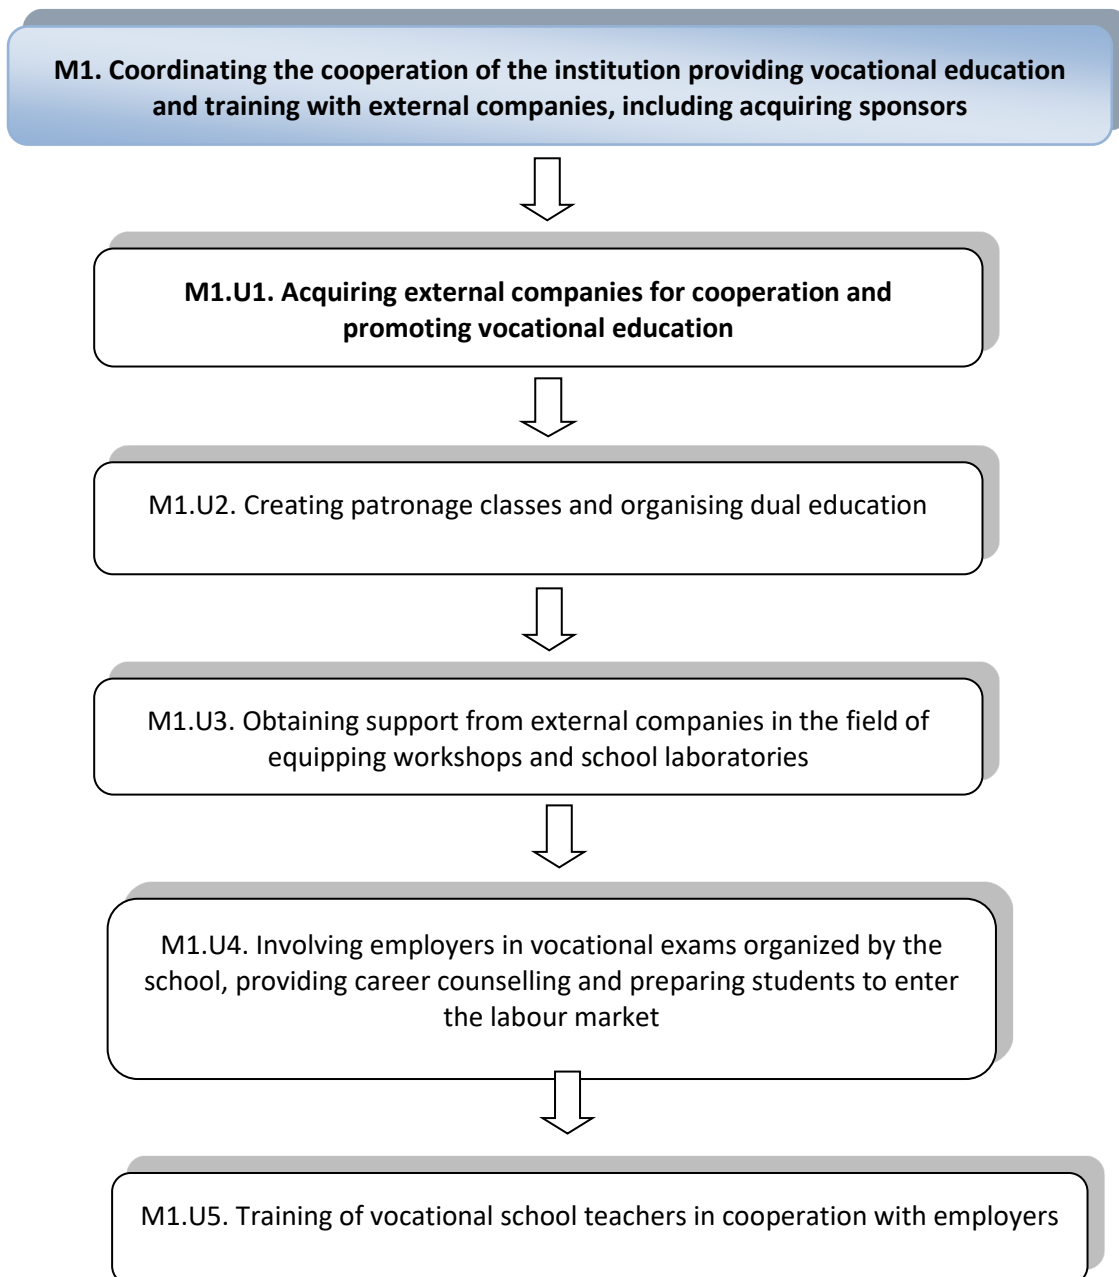 M1. Coordinating the cooperation of the institution providing vocational education
and training with external companies, including acquiring sponsors
M1.U1. Acquiring external companies for cooperation and
promoting vocational education
M1.U2. Creating patronage classes and organising dual education
M1.U3. Obtaining support from external companies in the field of
equipping workshops and school laboratories
M1.U4. Involving employers in vocational exams organized by the
school, providing career counselling and preparing students to enter
the labour market
M1.U5. Training of vocational school teachers in cooperation with employers